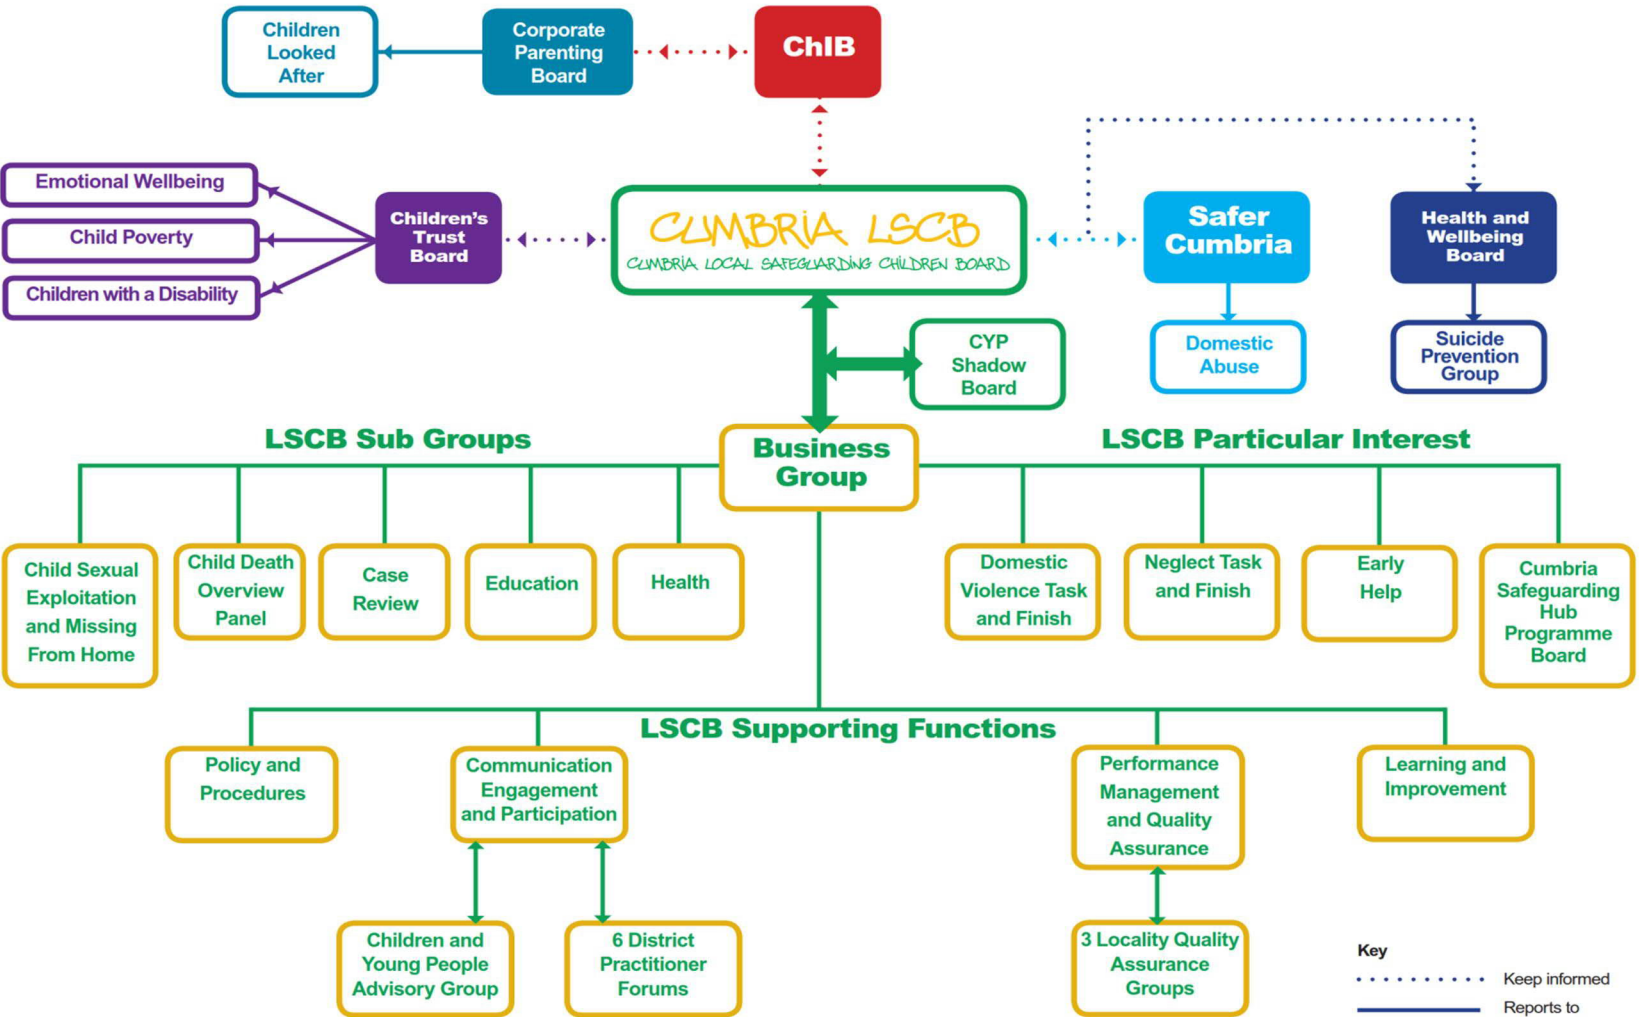 Children
Looked
After
Corporate
Parenting
Board
ChIB
Emotional Wellbeing
Child Poverty
Children with a Disability
Children's
Trust
Board
CUMBRIA LSCB
CUMBRIA LOCAL SAFEGUARDING CHILDREN BOARD
Safer
Cumbria
Health and
Wellbeing
Board
Domestic
Abuse
Suicide
Prevention
Group
CYP
Shadow
Board
LSCB Sub Groups
Business
Group
LSCB Particular Interest
Child Sexual
Exploitation
and Missing
From Home
Child Death
Overview
Panel
Case
Review
Education
Health
Domestic
Violence Task
and Finish
Neglect Task
and Finish
Early
Help
Cumbria
Safeguarding
Hub
Programme
Board
LSCB Supporting Functions
Policy and
Procedures
Communication
Engagement
and Participation
Performance
Management
and Quality
Assurance
Learning and
Improvement
Children and
Young People
Advisory Group
6 District
Practitioner
Forums
3 Locality Quality
Assurance
Groups
Key
Keep informed
Reports to